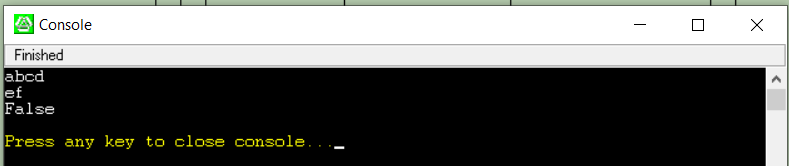 Console
Finished
abcd
ef
False
Press any key to close console..._